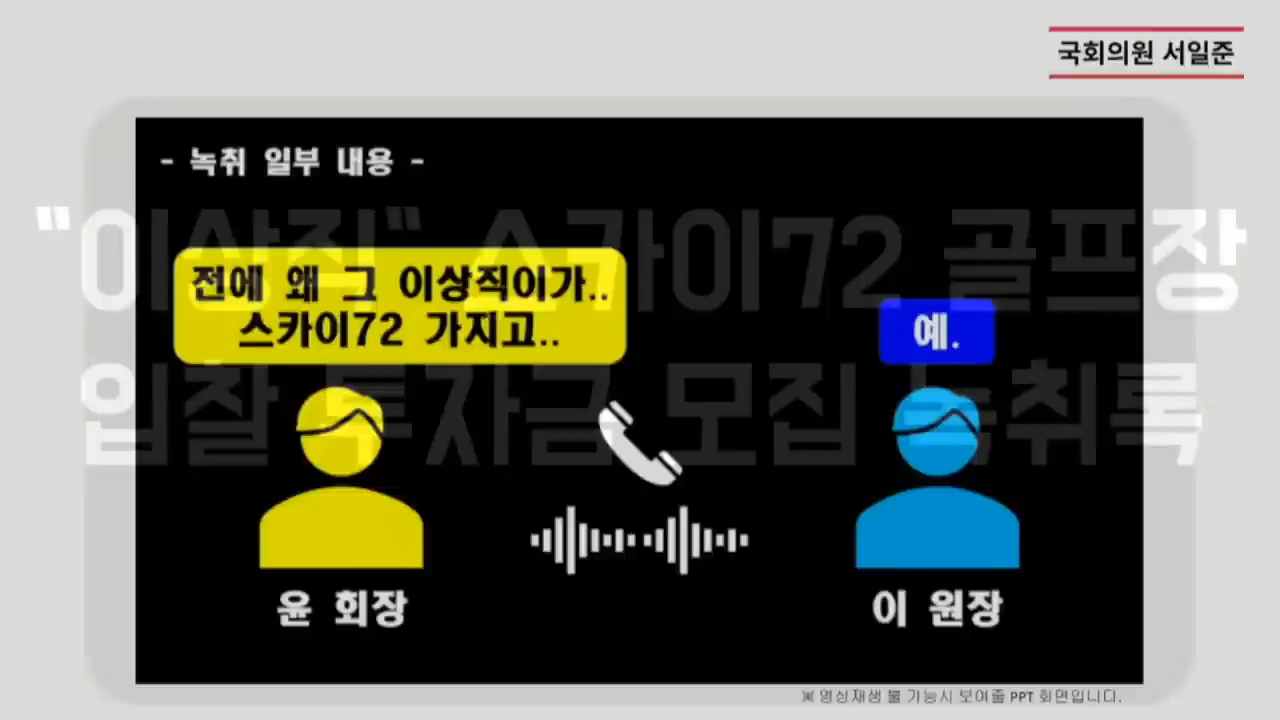 국회의원 서일준
- 녹취 일부 내용 -
"이상직" 스카이72 골프장
입찰 투자금 모집 녹취록
전에 왜 그 이상직이가..
스카이72 가지고..
예.
윤 회장
이 원장
※ 영상재생 불 가능시 보여줄 PPT 화면입니다.